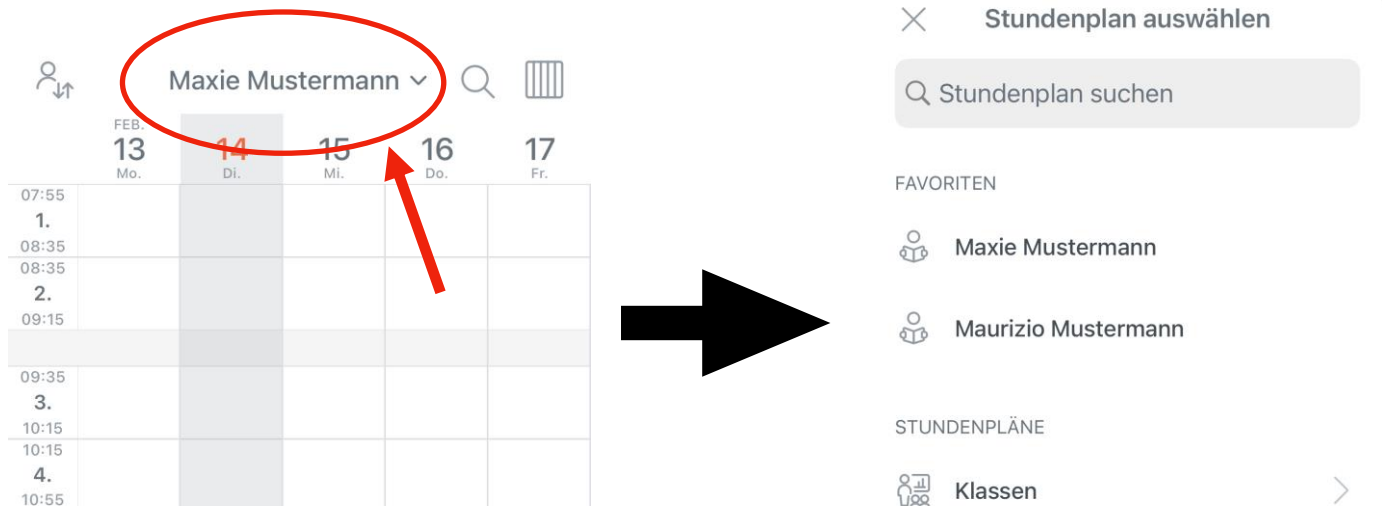 Maxie Mustermann
FEB.
13 14 15 16 17
Mo. Di. Mi. Do. Fr.
07:55
1.
08:35
08:35
2.
09:15
09:35
3.
10:15
10:15
4.
10:55
Stundenplan auswählen
Stundenplan suchen
FAVORITEN
Maxie Mustermann
Maurizio Mustermann
STUNDENPLÄNE
Klassen